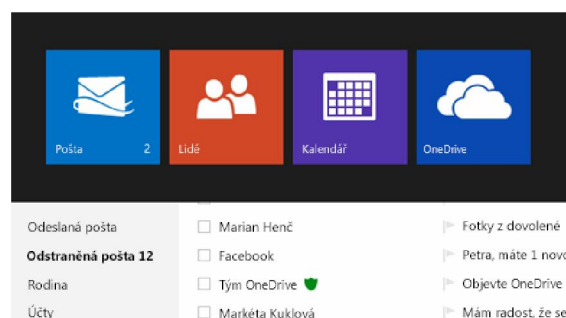 Pošta 2 Lidé Kalendář OneDrive
Odeslaná pošta Marian Henč Fotky z dovolené
Odstraněná pošta 12 Facebook Petra, máte 1 novo
Rodina Tým OneDrive Objevte OneDrive
Účty Markéta Kuklová Mám radost, že se